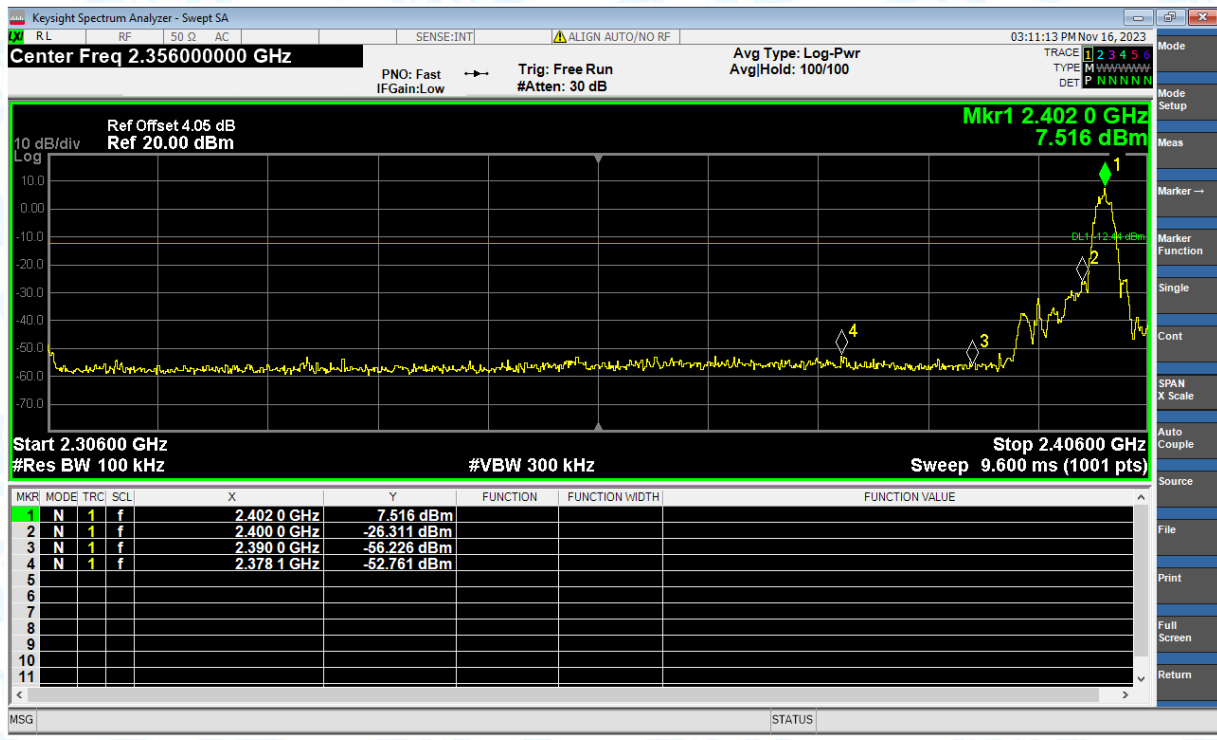 Keysight Spectrum Analyzer - Swept SA
LXI RL RF 50 Ω AC SENSE:INT ALIGN AUTO/NO RF 03:11:13 PM Nov 16, 2023
Center Freq 2.356000000 GHz
PNO: Fast
IFGain:Low
Trig: Free Run
#Atten: 30 dB
Avg Type: Log-Pwr
Avg|Hold: 100/100
TRACE 1 2 3 4 5 6
TYPE M W W W W W
DET P N N N N N
Ref Offset 4.05 dB
10 dB/div Ref 20.00 dBm
Log
Mkr1 2.402 0 GHz
7.516 dBm
10.0
0.00
-10.0
-20.0
-30.0
-40.0
-50.0
-60.0
-70.0
1
DL1 -12.44 dBm
2
4
3
Start 2.30600 GHz Stop 2.40600 GHz
#Res BW 100 kHz #VBW 300 kHz Sweep 9.600 ms (1001 pts)
MKR MODE TRC SCL X Y FUNCTION FUNCTION WIDTH FUNCTION VALUE
1 N 1 f 2.402 0 GHz 7.516 dBm
2 N 1 f 2.400 0 GHz -26.311 dBm
3 N 1 f 2.390 0 GHz -56.226 dBm
4 N 1 f 2.378 1 GHz -52.761 dBm
5
6
7
8
9
10
11
MSG STATUS
Mode
Mode
Setup
Meas
Marker →
Marker
Function
Single
Cont
SPAN
X Scale
Auto
Couple
Source
File
Print
Full
Screen
Return